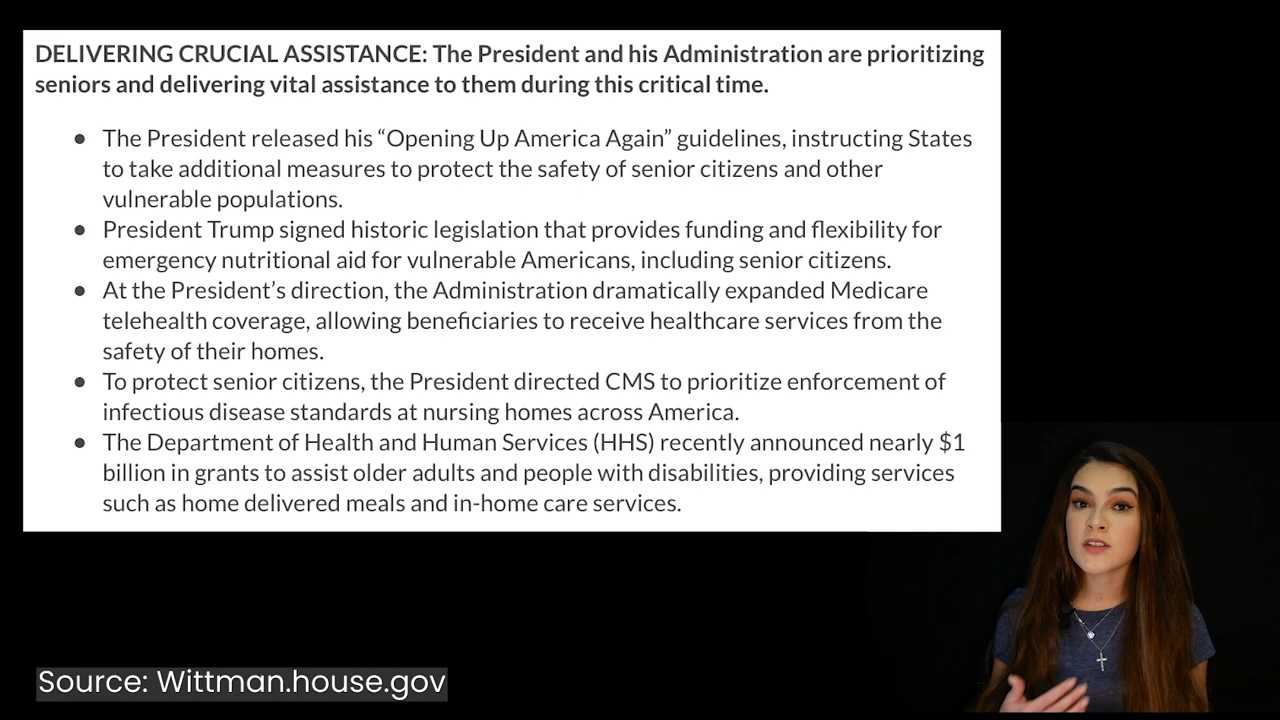 DELIVERING CRUCIAL ASSISTANCE: The President and his Administration are prioritizing
seniors and delivering vital assistance to them during this critical time.
● The President released his “Opening Up America Again” guidelines, instructing States
to take additional measures to protect the safety of senior citizens and other
vulnerable populations.
● President Trump signed historic legislation that provides funding and flexibility for
emergency nutritional aid for vulnerable Americans, including senior citizens.
● At the President’s direction, the Administration dramatically expanded Medicare
telehealth coverage, allowing beneficiaries to receive healthcare services from the
safety of their homes.
● To protect senior citizens, the President directed CMS to prioritize enforcement of
infectious disease standards at nursing homes across America.
● The Department of Health and Human Services (HHS) recently announced nearly $1
billion in grants to assist older adults and people with disabilities, providing services
such as home delivered meals and in-home care services.
Source: Wittman.house.gov